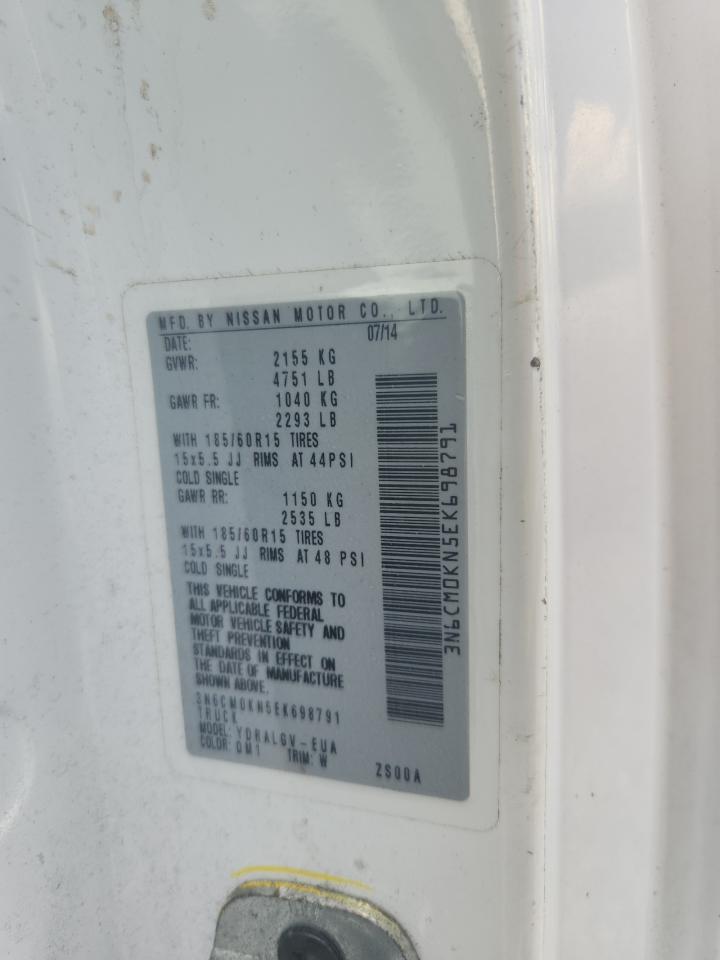 MFD. BY NISSAN MOTOR CO., LTD.
DATE: 07/14
GVWR: 2155 KG
4751 LB
GAWR FR: 1040 KG
2293 LB
WITH 185/60R15 TIRES
15x5.5 JJ RIMS AT 44PSI
COLD SINGLE
GAWR RR: 1150 KG
2535 LB
WITH 185/60R15 TIRES
15x5.5 JJ RIMS AT 48 PSI
COLD SINGLE
THIS VEHICLE CONFORMS TO
ALL APPLICABLE FEDERAL
MOTOR VEHICLE SAFETY AND
THEFT PREVENTION
STANDARDS IN EFFECT ON
THE DATE OF MANUFACTURE
SHOWN ABOVE.
3N6CM0KN5EK698791
TRUCK
MODEL: YDRALGV-EUA
COLOR: QM1 TRIM: W ZS00A
3N6CM0KN5EK698791